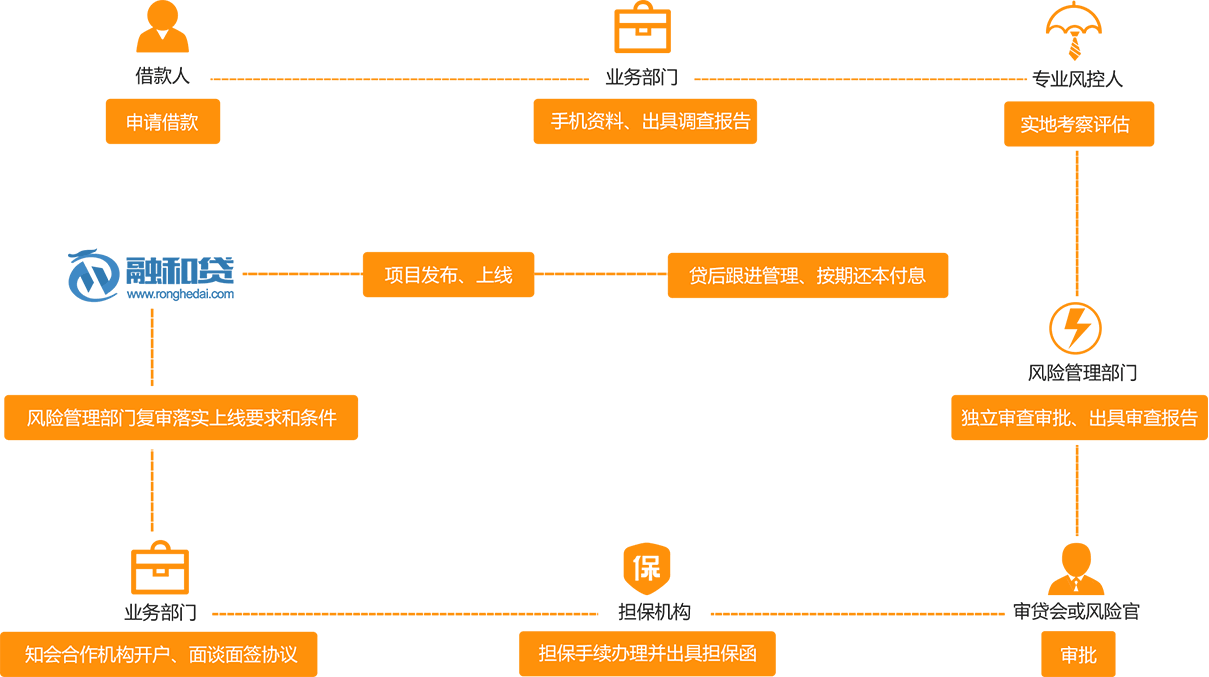 借款人
业务部门
专业风控人
申请借款
手机资料、出具调查报告
实地考察评估
融和贷
www.ronghedai.com
项目发布、上线
贷后跟进管理、按期还本付息
风险管理部门
风险管理部门复审落实上线要求和条件
独立审查审批、出具审查报告
保
业务部门
担保机构
审贷会或风险官
知会合作机构开户、面谈面签协议
担保手续办理并出具担保函
审批